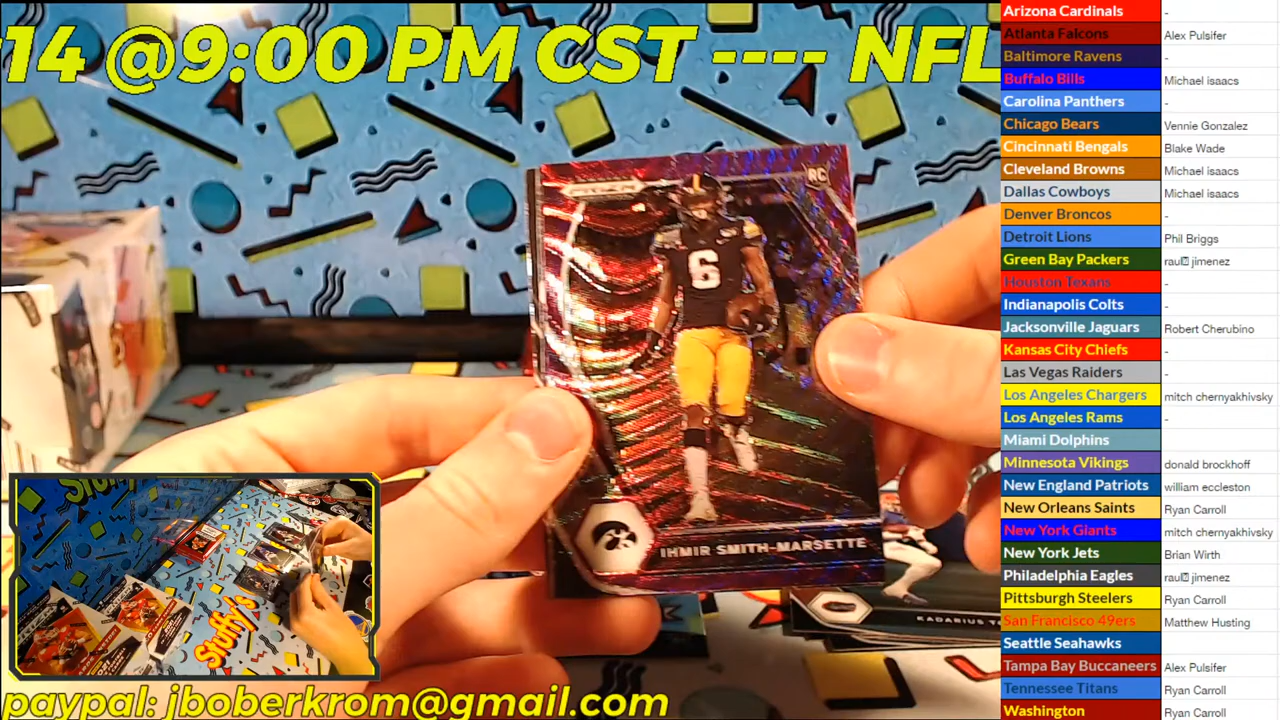 14 @9:00 PM CST ---- NFL
PRIZM
RC
6
IHMIR SMITH-MARSETTE
KADARIUS TO
Stuffy's
paypal: jboberkrom@gmail.com
Arizona Cardinals -
Atlanta Falcons Alex Pulsifer
Baltimore Ravens -
Buffalo Bills Michael isaacs
Carolina Panthers -
Chicago Bears Vennie Gonzalez
Cincinnati Bengals Blake Wade
Cleveland Browns Michael isaacs
Dallas Cowboys Michael isaacs
Denver Broncos -
Detroit Lions Phil Briggs
Green Bay Packers rau jimenez
Houston Texans -
Indianapolis Colts -
Jacksonville Jaguars Robert Cherubino
Kansas City Chiefs -
Las Vegas Raiders -
Los Angeles Chargers mitch chernyakhivsky
Los Angeles Rams -
Miami Dolphins
Minnesota Vikings donald brockhoff
New England Patriots william eccleston
New Orleans Saints Ryan Carroll
New York Giants mitch chernyakhivsky
New York Jets Brian Wirth
Philadelphia Eagles rau jimenez
Pittsburgh Steelers Ryan Carroll
San Francisco 49ers Matthew Husting
Seattle Seahawks
Tampa Bay Buccaneers Alex Pulsifer
Tennessee Titans Ryan Carroll
Washington Ryan Carroll